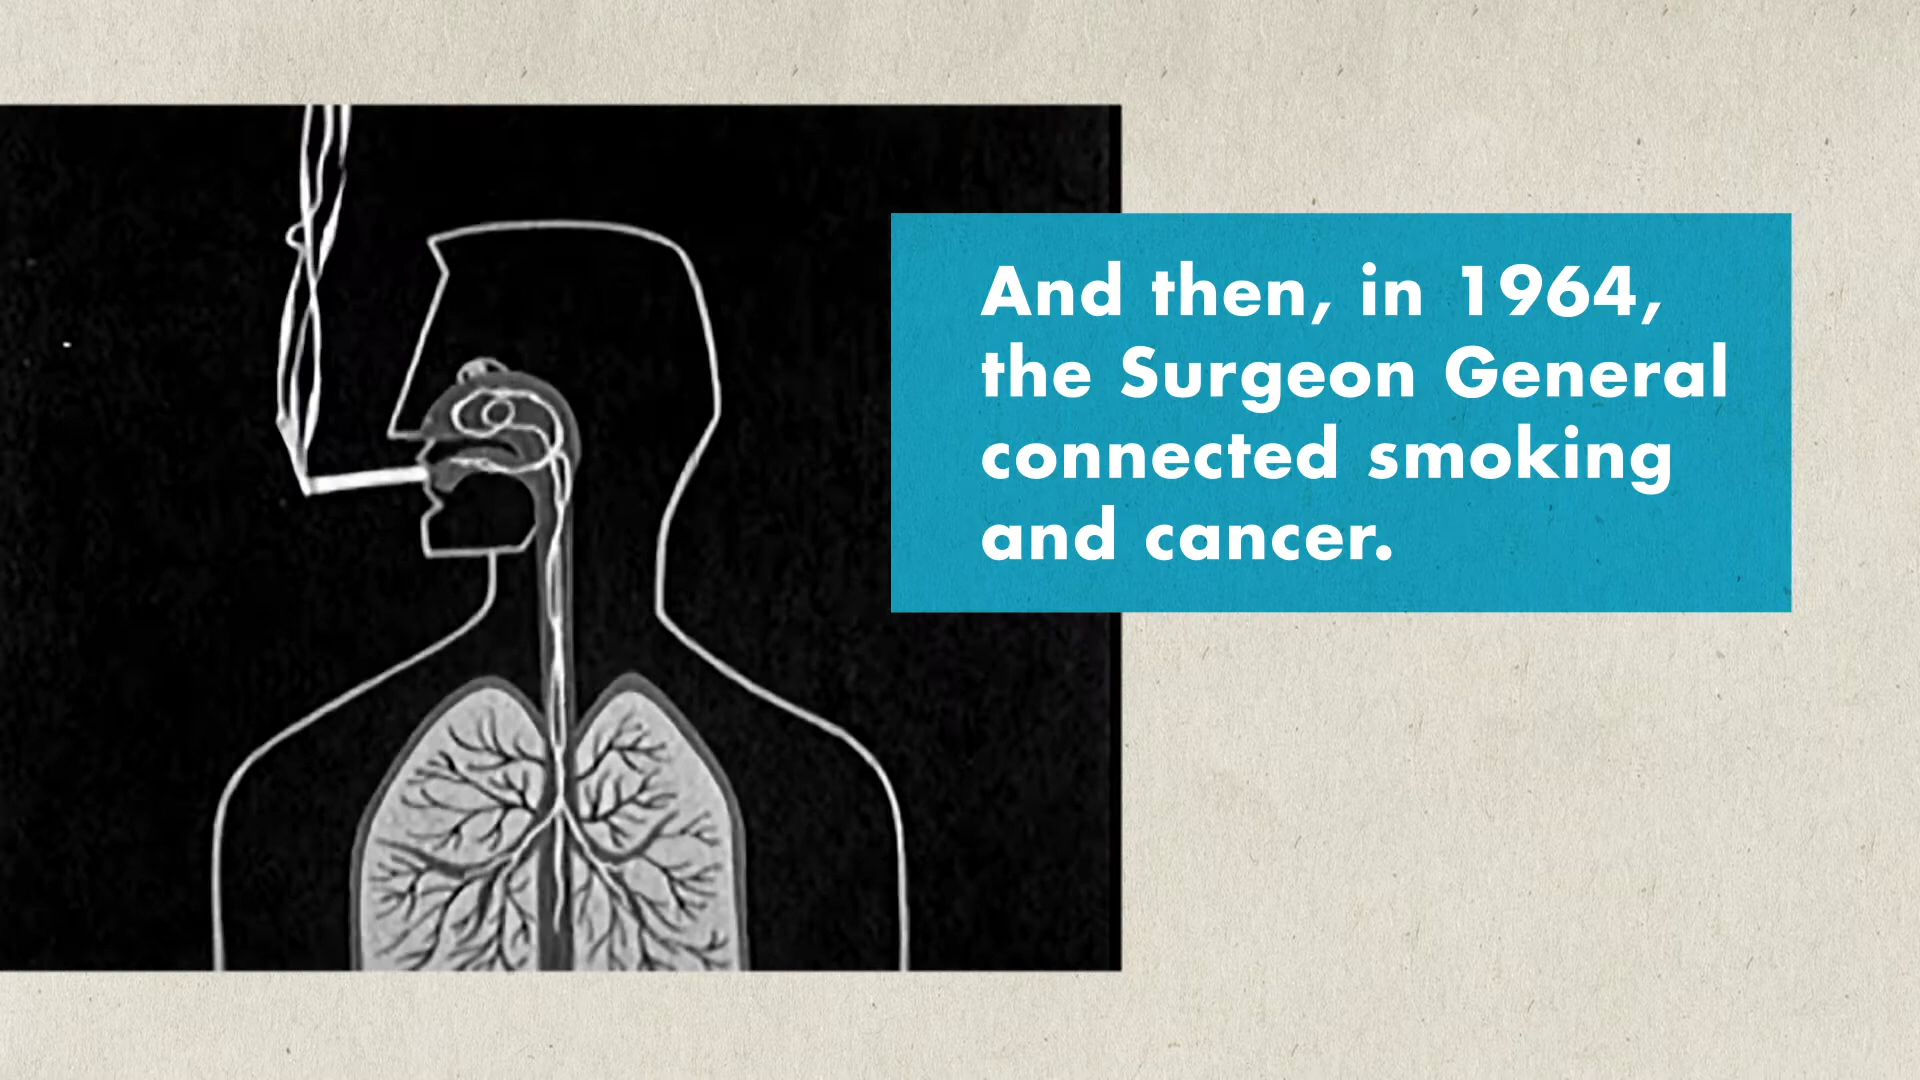 And then, in 1964,
the Surgeon General
connected smoking
and cancer.